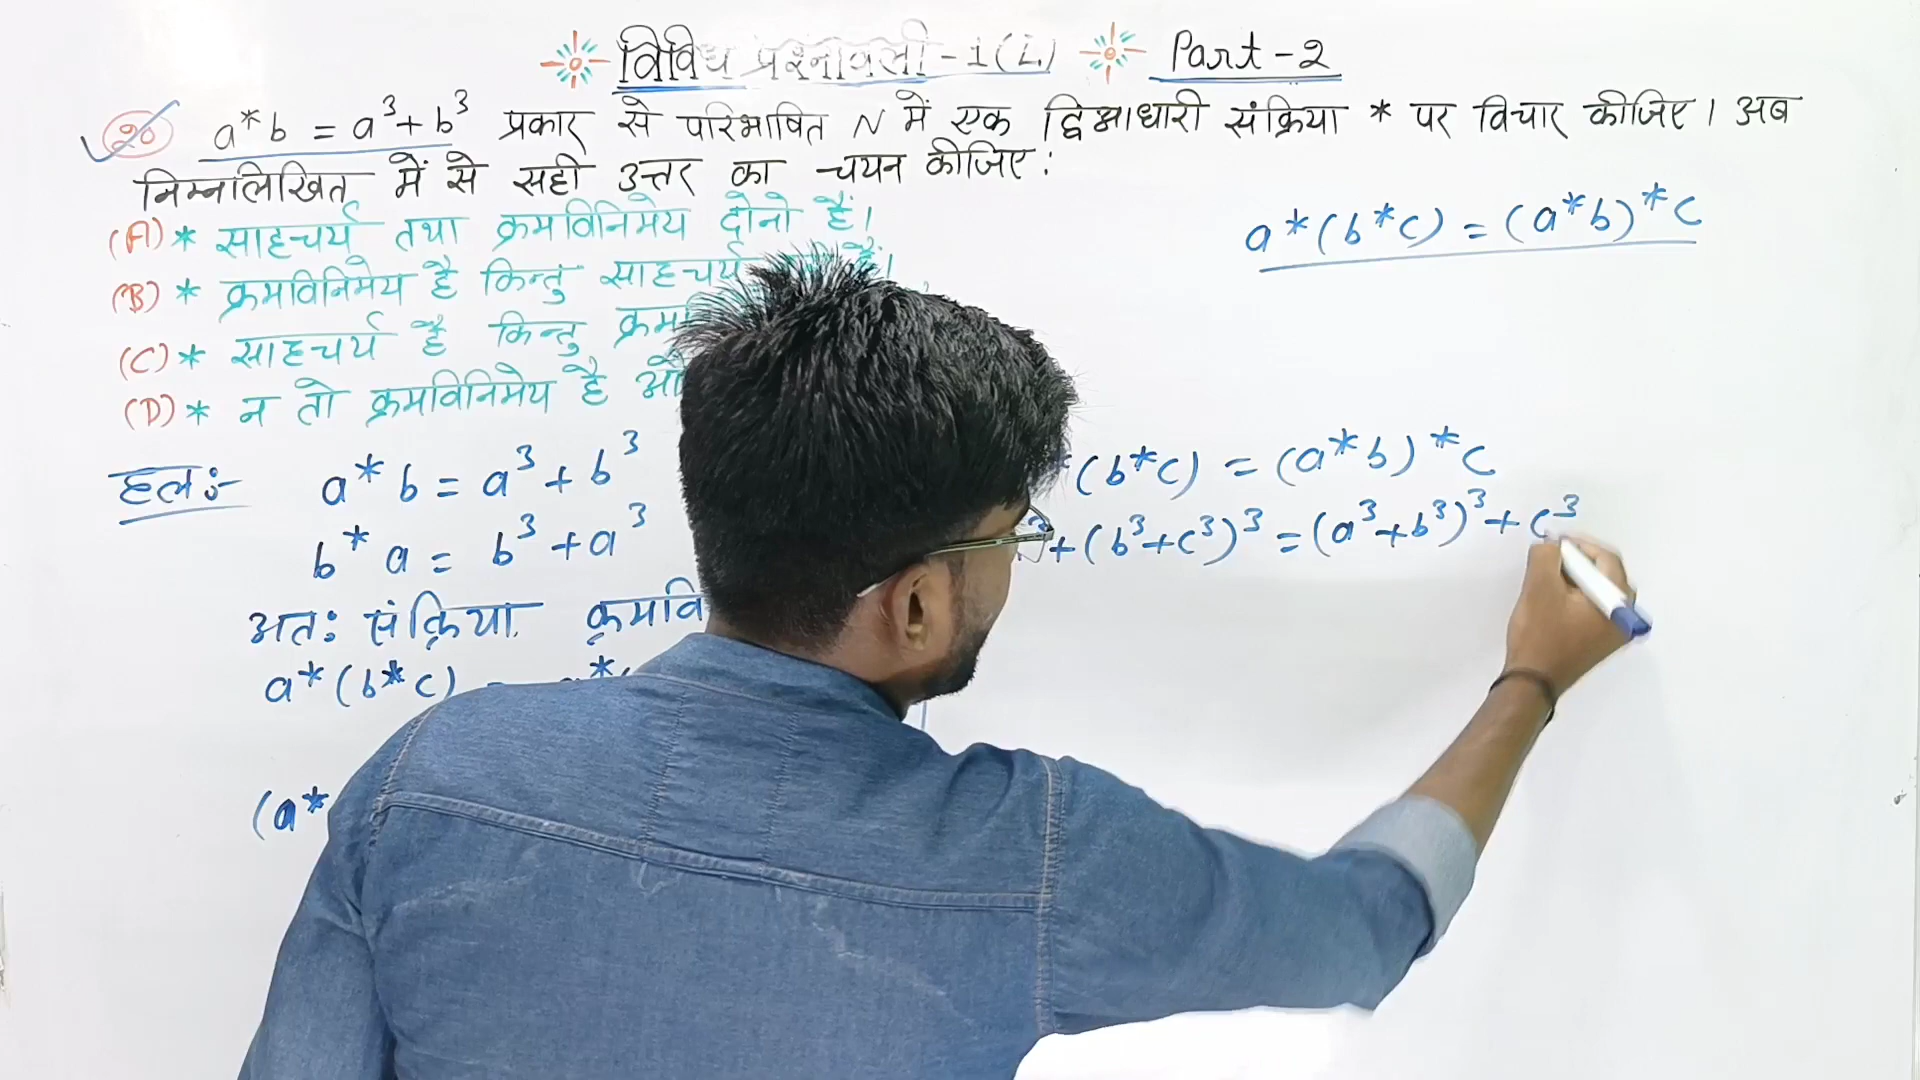 विविध प्रश्नावली - 1 (L) Part - 2
20 a * b = a³ + b³ प्रकार से परिभाषित N में एक द्विआधारी संक्रिया * पर विचार कीजिए। अब
निम्नलिखित में से सही उत्तर का चयन कीजिए:
(A) * साहचर्य तथा क्रमविनिमेय दोनो है।
(B) * क्रमविनिमेय है किन्तु साहचर्य है।
(C) * साहचर्य है किन्तु
(D) * न तो क्रमविनिमेय है
a * (b * c) = (a * b) * c
हल:-
a * b = a³ + b³
b * a = b³ + a³
अतः संक्रिया
a * (b * c)
(a *
(b * c) = (a * b) * c
+ (b³ + c³)³ = (a³ + b³)³ + c³